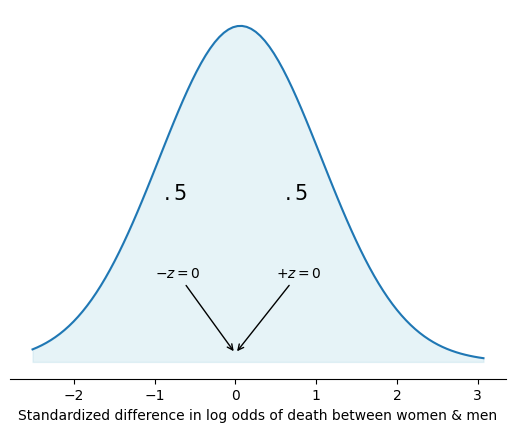 .5 .5
−z = 0 +z = 0
−2 −1 0 1 2 3
Standardized difference in log odds of death between women & men